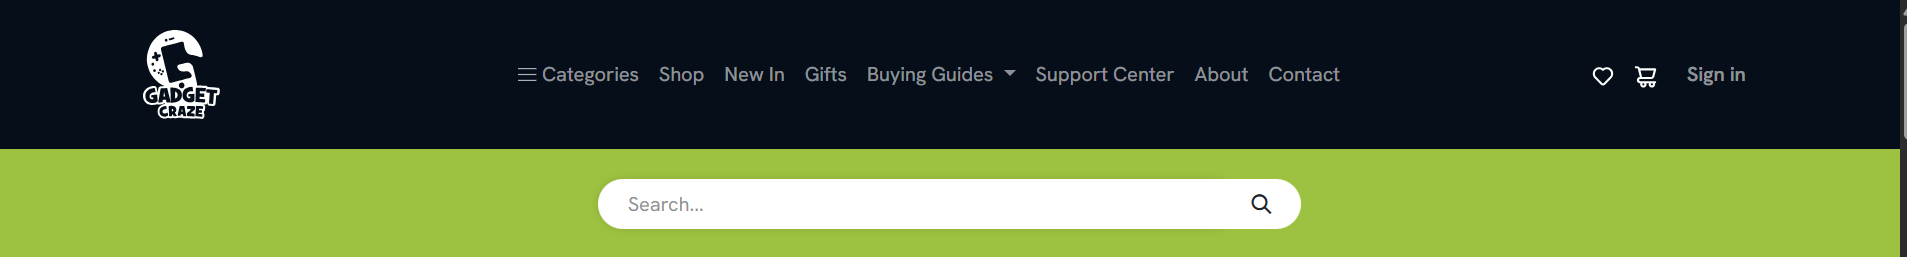 GADGET
CRAZE
Categories Shop New In Gifts Buying Guides Support Center About Contact Sign in
Search...